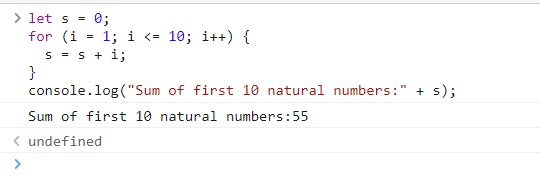 > let s = 0;
for (i = 1; i <= 10; i++) {
  s = s + i;
}
console.log("Sum of first 10 natural numbers:" + s);
Sum of first 10 natural numbers:55
< undefined
>